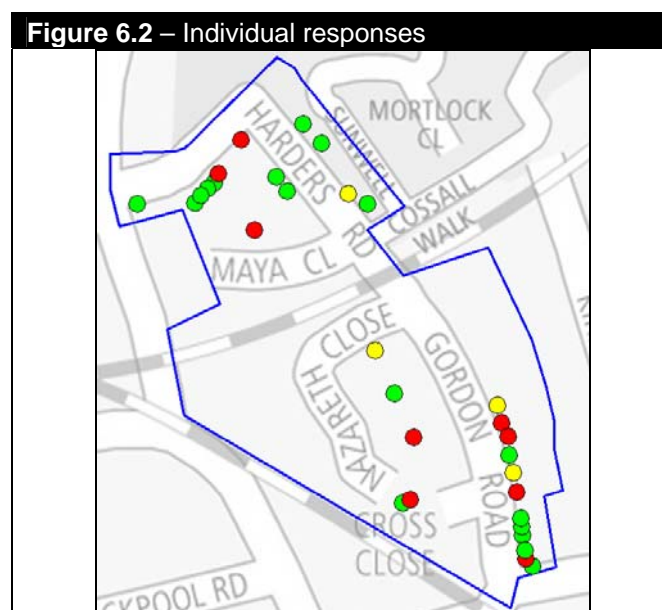 Figure 6.2 – Individual responses
MORTLOCK
CL
SUNWELL
HARDERS
RD
COSSALL
WALK
MAYA CL
NAZARETH CLOSE
GORDON
ROAD
CROSS
CLOSE
CKPOOL RD